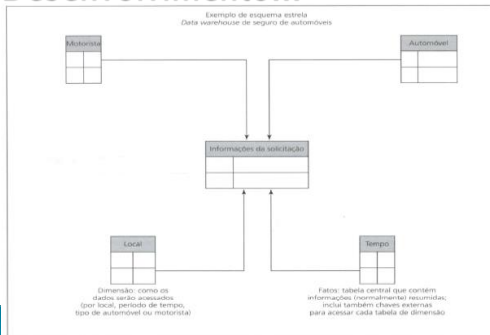 Exemplo de esquema estrela
Data warehouse de seguro de automóveis
Motorista
Automóvel
Informações da solicitação
Local
Tempo
Dimensão: como os
dados serão acessados
(por local, período de tempo,
tipo de automóvel ou motorista)
Fatos: tabela central que contém
informações (normalmente) resumidas;
inclui também chaves externas
para acessar cada tabela de dimensão